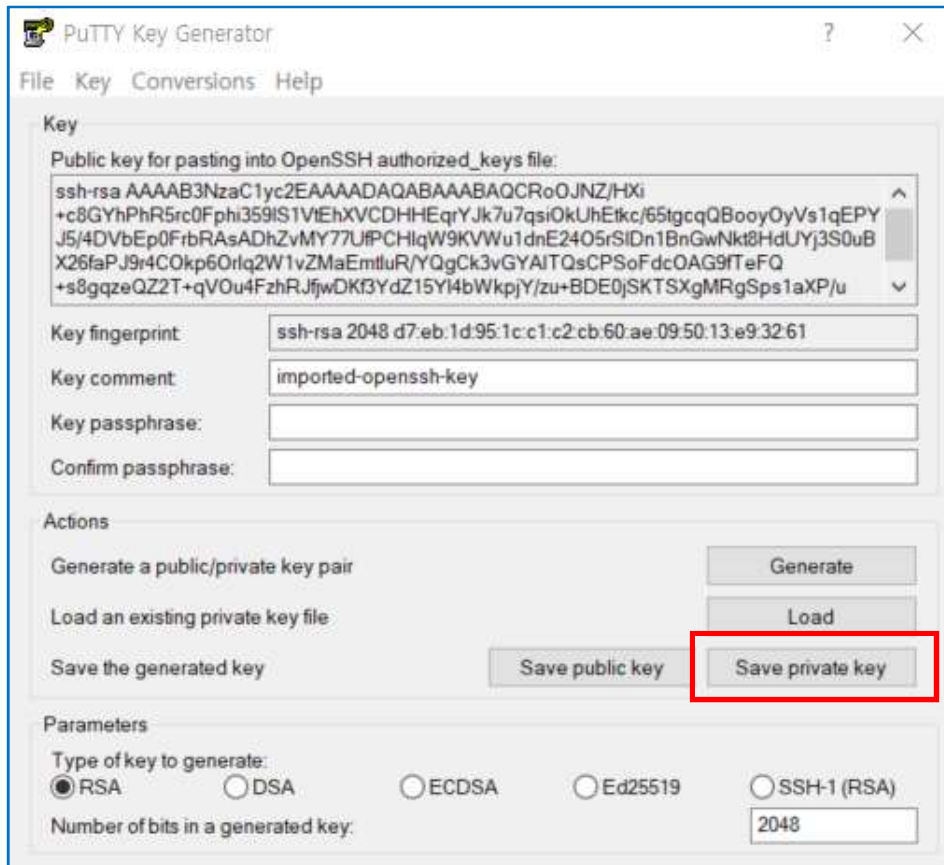 PuTTY Key Generator
File Key Conversions Help
Key
Public key for pasting into OpenSSH authorized_keys file:
ssh-rsa AAAAB3NzaC1yc2EAAAADAQABAAABAQCRoOJNZ/HXi
+c8GYhPhR5rc0Fphi359IS1VtEhXVCDHHEqrYJk7u7qsiOkUhEtkc/65tgcqQBooyOyVs1qEPY
J5/4DVbEp0FrbRAsADhZvMY77UfPCHIqW9KVWu1dnE24O5rSIDn1BnGwNkt8HdUYj3S0uB
X26faPJ9r4COkp6OrIq2W1vZMaEmtluR/YQgCk3vGYAITQsCPSoFdcOAG9fTeFQ
+s8gqzeQZ2T+qVOu4FzhRJfjwDKf3YdZ15Yl4bWkpjY/zu+BDE0jSKTSXgMRgSps1aXP/u
Key fingerprint: ssh-rsa 2048 d7:eb:1d:95:1c:c1:c2:cb:60:ae:09:50:13:e9:32:61
Key comment: imported-openssh-key
Key passphrase:
Confirm passphrase:
Actions
Generate a public/private key pair Generate
Load an existing private key file Load
Save the generated key Save public key Save private key
Parameters
Type of key to generate:
RSA DSA ECDSA Ed25519 SSH-1 (RSA)
Number of bits in a generated key: 2048